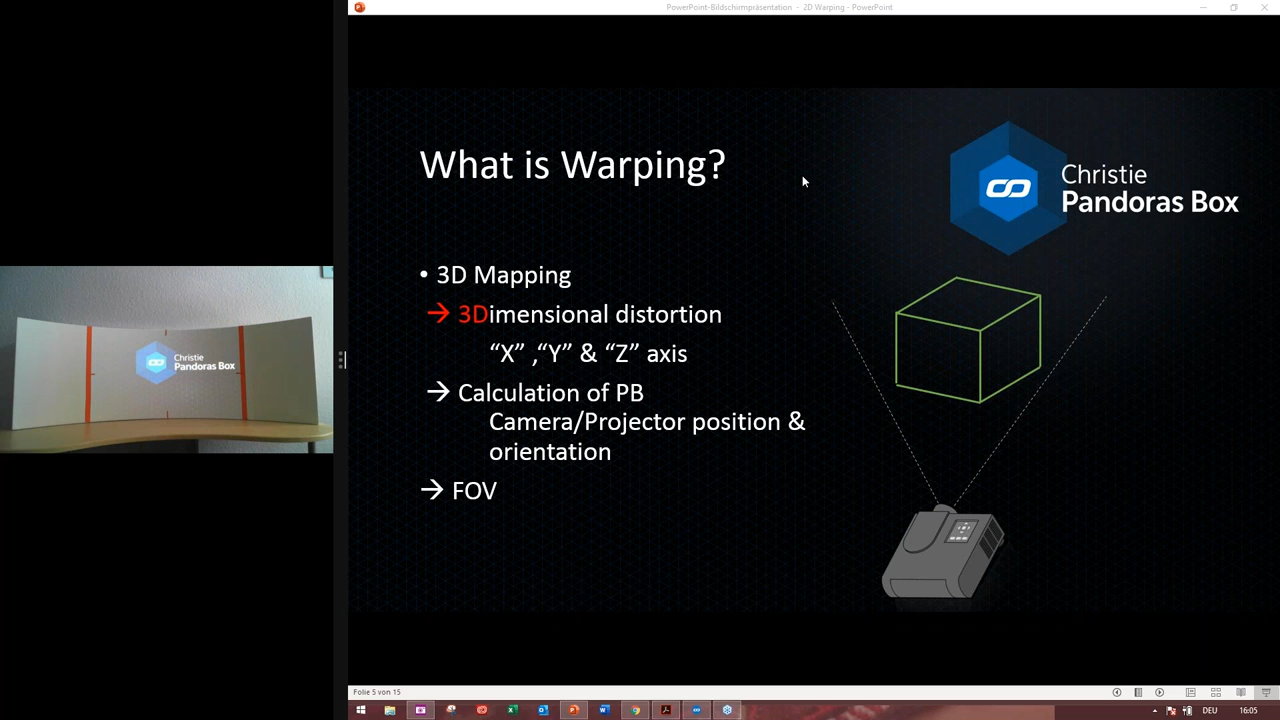 PowerPoint-Bildschirmpräsentation - 2D Warping - PowerPoint
What is Warping?
Christie
Pandoras Box
• 3D Mapping
→ 3Dimensional distortion
“X” ,“Y” & “Z” axis
→ Calculation of PB
Camera/Projector position &
orientation
→ FOV
Christie
Pandoras Box
Folie 5 von 15
DEU 16:05